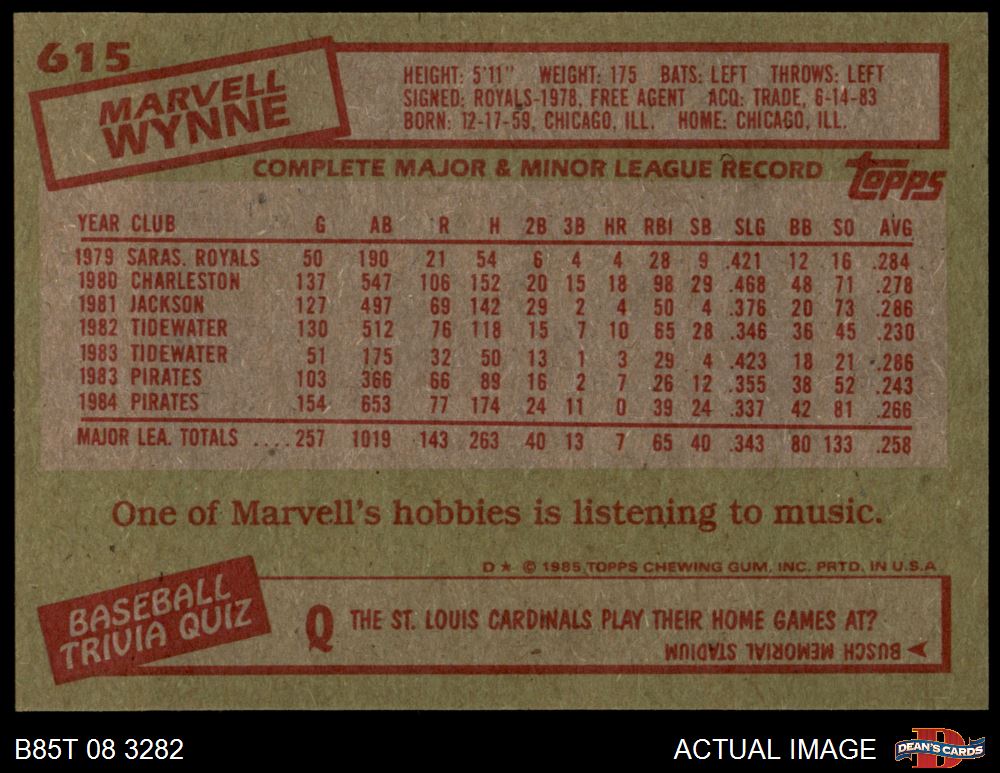 615
MARVELL
WYNNE
HEIGHT: 5'11" WEIGHT: 175 BATS: LEFT THROWS: LEFT
SIGNED: ROYALS-1978, FREE AGENT ACQ: TRADE, 6-14-83
BORN: 12-17-59, CHICAGO, ILL. HOME: CHICAGO, ILL.
COMPLETE MAJOR & MINOR LEAGUE RECORD topps
YEAR CLUB G AB R H 2B 3B HR RBI SB SLG BB SO AVG
1979 SARAS. ROYALS 50 190 21 54 6 4 4 28 9 .421 12 16 .284
1980 CHARLESTON 137 547 106 152 20 15 18 98 29 .468 48 71 .278
1981 JACKSON 127 497 69 142 29 2 4 50 4 .376 20 73 .286
1982 TIDEWATER 130 512 76 118 15 7 10 65 28 .346 36 45 .230
1983 TIDEWATER 51 175 32 50 13 1 3 29 4 .423 18 21 .286
1983 PIRATES 103 366 66 89 16 2 7 26 12 .355 38 52 .243
1984 PIRATES 154 653 77 174 24 11 0 39 24 .337 42 81 .266
MAJOR LEA. TOTALS ....257 1019 143 263 40 13 7 65 40 .343 80 133 .258
One of Marvell's hobbies is listening to music.
D★ © 1985 TOPPS CHEWING GUM, INC. PRTD. IN U.S.A
BASEBALL
TRIVIA QUIZ
Q THE ST. LOUIS CARDINALS PLAY THEIR HOME GAMES AT?
BUSCH MEMORIAL STADIUM
B85T 08 3282 ACTUAL IMAGE DEAN'S CARDS